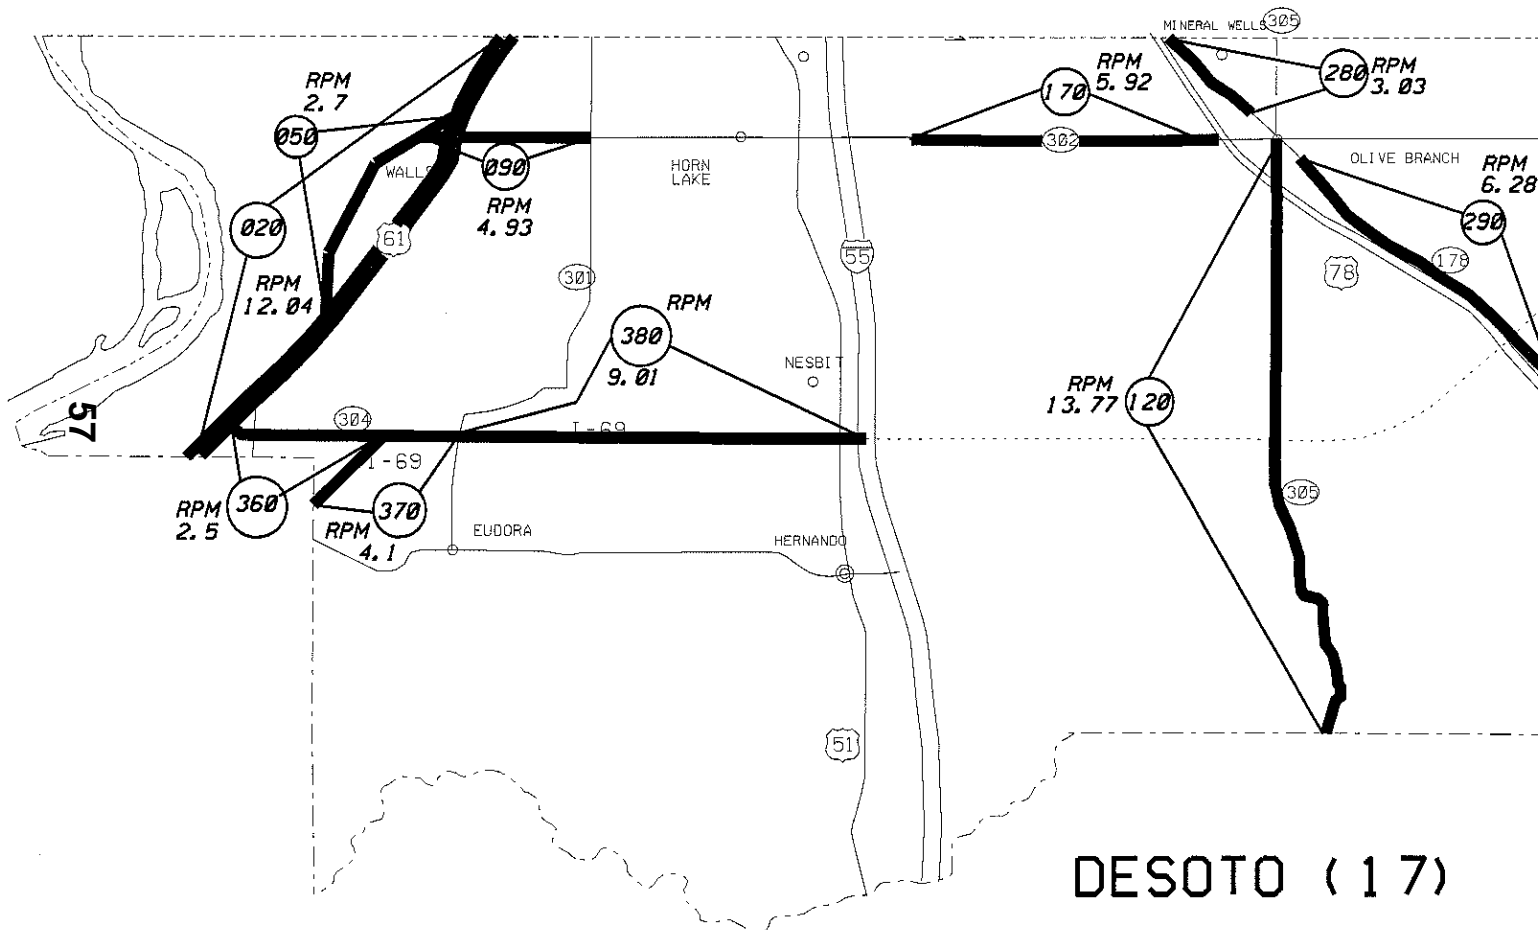 MINERAL WELLS
305
RPM
2.7
050
RPM
5.92
170
280
RPM
3.03
302
HORN
LAKE
WALLS
090
RPM
4.93
OLIVE BRANCH
RPM
6.28
290
020
61
55
178
78
RPM
12.04
301
RPM
380
9.01
NESBIT
RPM
13.77
120
57
304
I-69
I-69
305
RPM
2.5
360
370
RPM
4.1
EUDORA
HERNANDO
51
DESOTO (17)